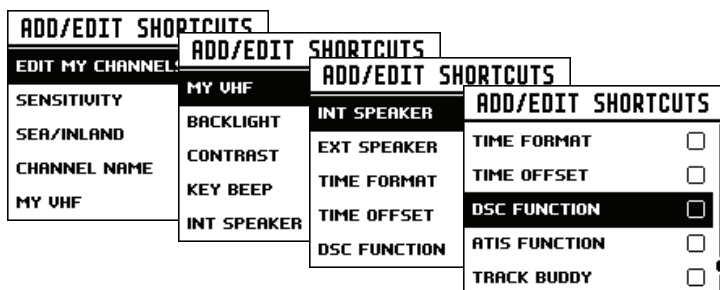 ADD/EDIT SHORTCUTS
EDIT MY CHANNELS
SENSITIVITY
SEA/INLAND
CHANNEL NAME
MY VHF
ADD/EDIT SHORTCUTS
MY VHF
BACKLIGHT
CONTRAST
KEY BEEP
INT SPEAKER
ADD/EDIT SHORTCUTS
INT SPEAKER
EXT SPEAKER
TIME FORMAT
TIME OFFSET
DSC FUNCTION
ADD/EDIT SHORTCUTS
TIME FORMAT
TIME OFFSET
DSC FUNCTION
ATIS FUNCTION
TRACK BUDDY